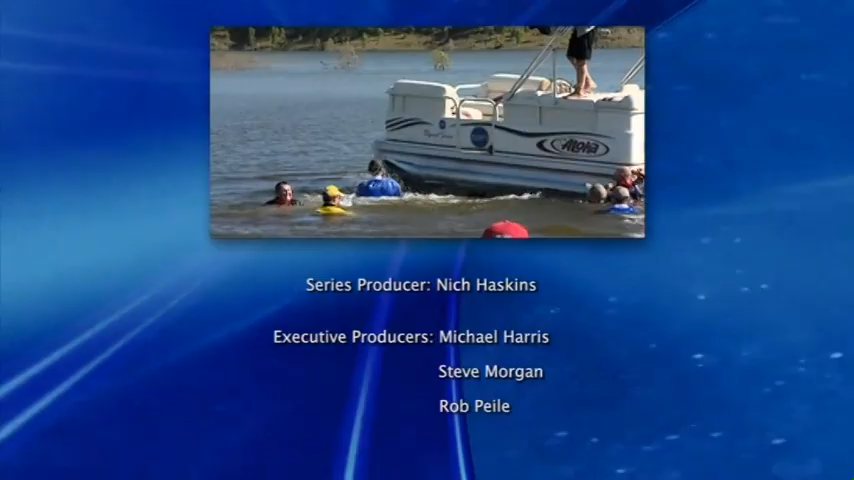 Aloha
Series Producer: Nich Haskins
Executive Producers: Michael Harris
Steve Morgan
Rob Peile